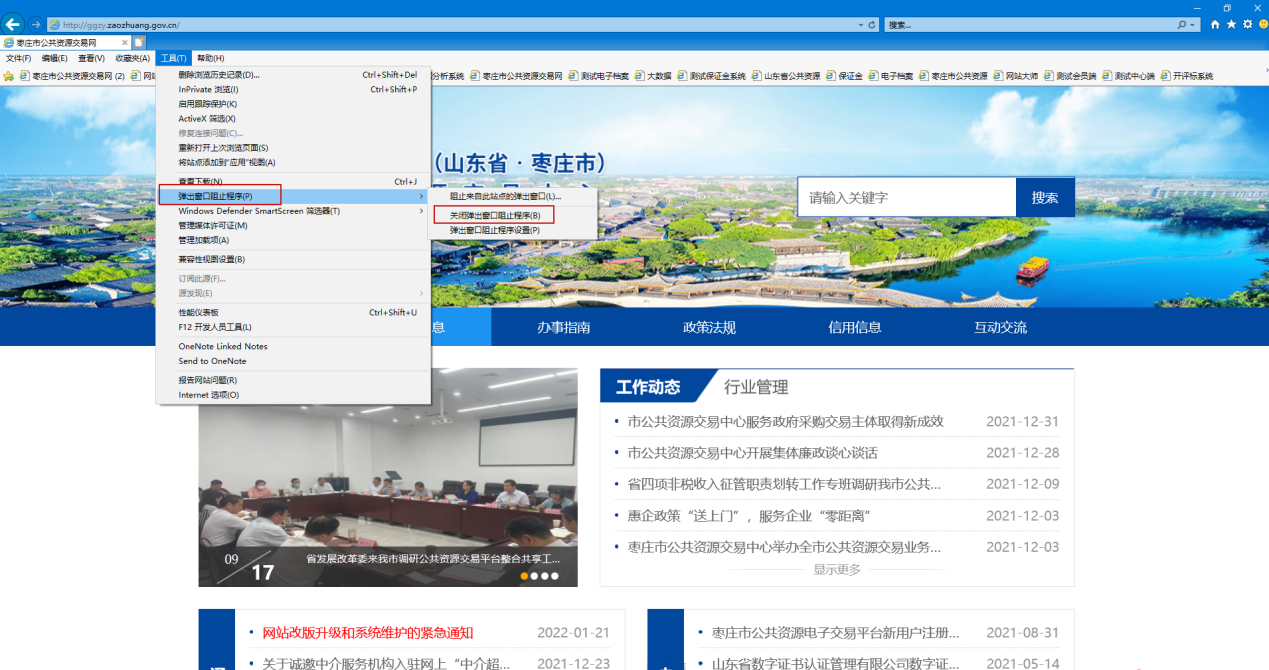 http://ggzy.zaozhuang.gov.cn/
搜索...
枣庄市公共资源交易网
文件(F) 编辑(E) 查看(V) 收藏夹(A) 工具(T) 帮助(H)
枣庄市公共资源交易网 (2) 网站 分析系统 枣庄市公共资源交易网 测试电子档案 大数据 测试保证金系统 山东省公共资源 保证金 电子档案 枣庄市公共资源 网站大师 测试会员端 测试中心端 开评标系统
删除浏览历史记录(D)... Ctrl+Shift+Del
InPrivate 浏览(I) Ctrl+Shift+P
启用跟踪保护(K)
ActiveX 筛选(X)
修复连接问题(C)...
重新打开上次浏览页面(S)
将站点添加到“应用”视图(A)
查看下载(N) Ctrl+J
弹出窗口阻止程序(P)
Windows Defender SmartScreen 筛选器(T)
管理媒体许可证(M)
管理加载项(A)
兼容性视图设置(B)
订阅此源(F)...
源发现(E)
性能仪表板 Ctrl+Shift+U
F12 开发人员工具(L)
OneNote Linked Notes
Send to OneNote
报告网站问题(R)
Internet 选项(O)
阻止来自此站点的弹出窗口(L)...
关闭弹出窗口阻止程序(B)
弹出窗口阻止程序设置(P)
（山东省 · 枣庄市）
请输入关键字 搜索
息 办事指南 政策法规 信用信息 互动交流
09
17
省发展改革委来我市调研公共资源交易平台整合共享工...
工作动态 行业管理
市公共资源交易中心服务政府采购交易主体取得新成效 2021-12-31
市公共资源交易中心开展集体廉政谈心谈话 2021-12-28
省四项非税收入征管职责划转工作专班调研我市公共... 2021-12-09
惠企政策“送上门”，服务企业“零距离” 2021-12-03
枣庄市公共资源交易中心举办全市公共资源交易业务... 2021-12-03
显示更多
网站改版升级和系统维护的紧急通知 2022-01-21
关于诚邀中介服务机构入驻网上“中介超... 2021-12-23
枣庄市公共资源电子交易平台新用户注册... 2021-08-31
山东省数字证书认证管理有限公司数字证... 2021-05-14